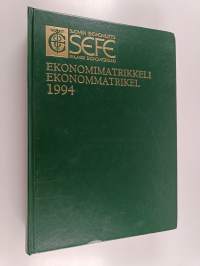 SUOMEN EKONOMILIITTO
SEFE
FINLANDS EKONOMFÖRBUND
EKONOMIMATRIKKELI
EKONOMMATRIKEL
1994